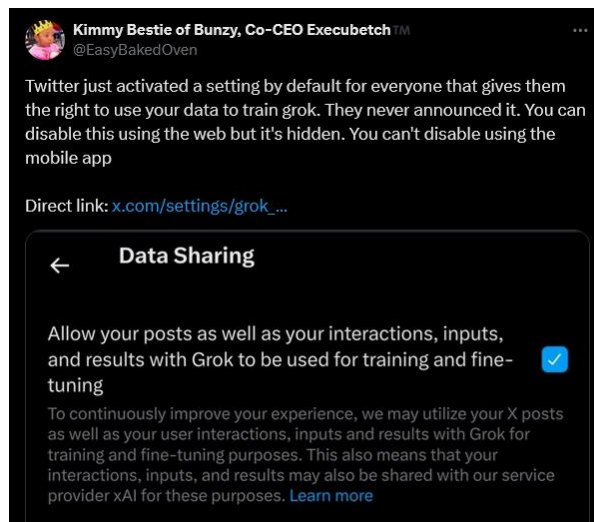 Kimmy Bestie of Bunzy, Co-CEO Execubetch™
@EasyBakedOven
Twitter just activated a setting by default for everyone that gives them
the right to use your data to train grok. They never announced it. You can
disable this using the web but it's hidden. You can't disable using the
mobile app
Direct link: x.com/settings/grok_...
Data Sharing
Allow your posts as well as your interactions, inputs,
and results with Grok to be used for training and fine-
tuning
To continuously improve your experience, we may utilize your X posts
as well as your user interactions, inputs and results with Grok for
training and fine-tuning purposes. This also means that your
interactions, inputs, and results may also be shared with our service
provider xAI for these purposes. Learn more